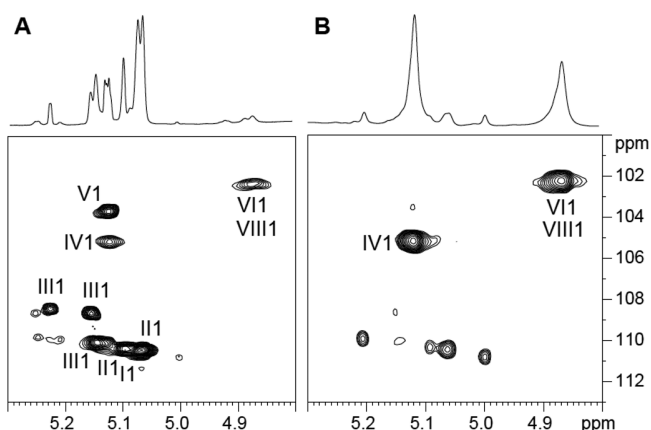 A
B
ppm
V1
VI1
VIII1
IV1
III1
III1
II1
III1
II1
I1
5.2
5.1
5.0
4.9
IV1
VI1
VIII1
102
104
106
108
110
112
5.2
5.1
5.0
4.9
ppm